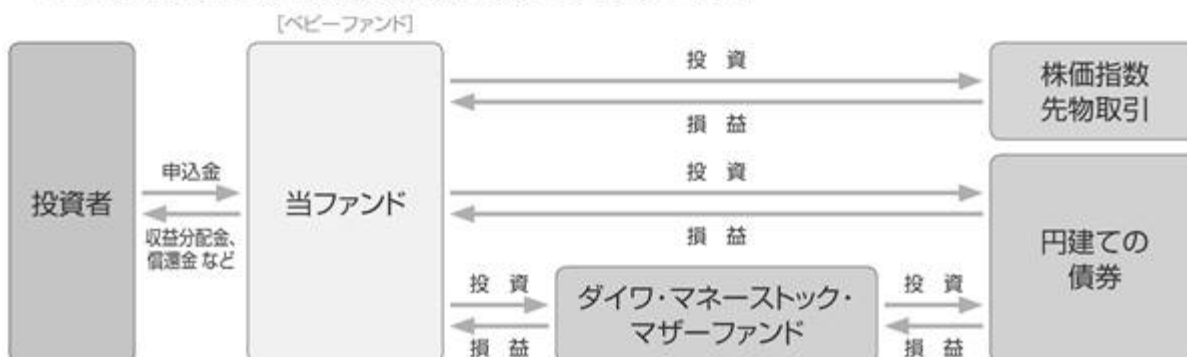 [ベビーファンド]
投資者
申込金
収益分配金、
償還金 など
当ファンド
投 資
損 益
株価指数
先物取引
投 資
損 益
円建ての
債券
投 資
損 益
ダイワ・マネーストック・
マザーファンド
投 資
損 益